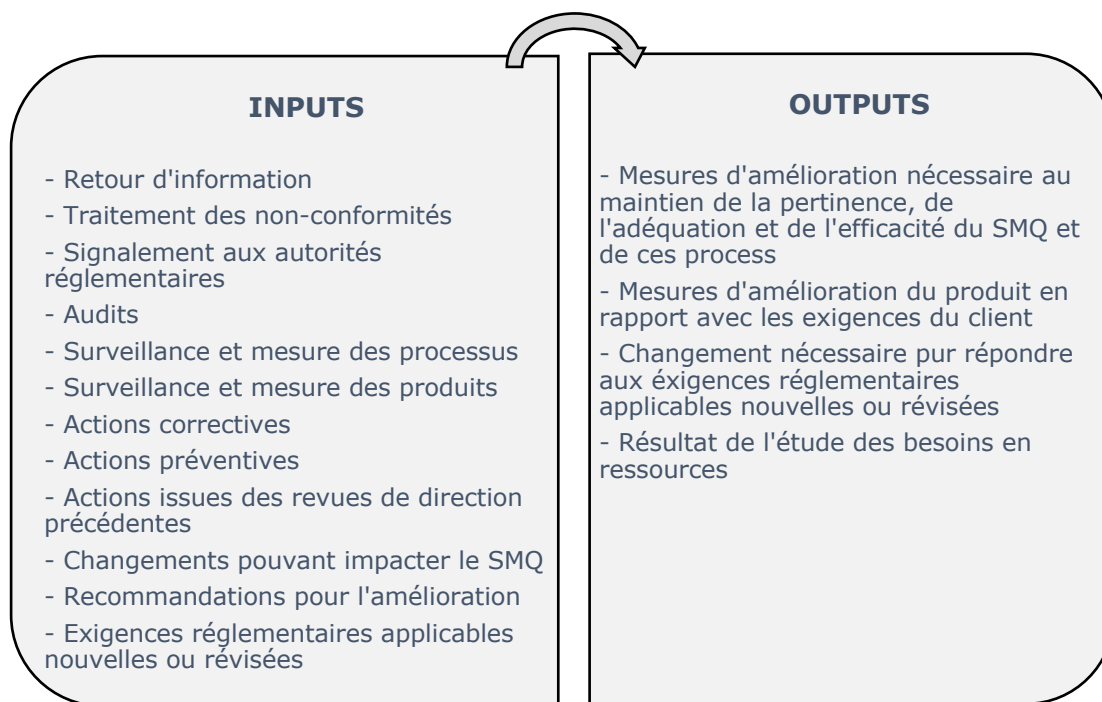 INPUTS
- Retour d'information
- Traitement des non-conformités
- Signalement aux autorités
réglementaires
- Audits
- Surveillance et mesure des processus
- Surveillance et mesure des produits
- Actions correctives
- Actions préventives
- Actions issues des revues de direction
précédentes
- Changements pouvant impacter le SMQ
- Recommandations pour l'amélioration
- Exigences réglementaires applicables
nouvelles ou révisées
OUTPUTS
- Mesures d'amélioration nécessaire au
maintien de la pertinence, de
l'adéquation et de l'efficacité du SMQ et
de ces process
- Mesures d'amélioration du produit en
rapport avec les exigences du client
- Changement nécessaire pur répondre
aux éxigences réglementaires
applicables nouvelles ou révisées
- Résultat de l'étude des besoins en
ressources